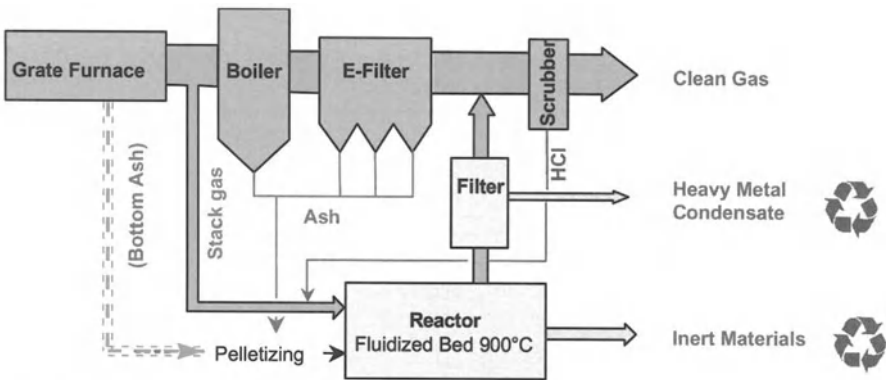 Grate Furnace
Boiler
E-Filter
Scrubber
Clean Gas
(Bottom Ash)
Stack gas
Ash
Filter
HCl
Heavy Metal
Condensate
Reactor
Fluidized Bed 900°C
Pelletizing
Inert Materials